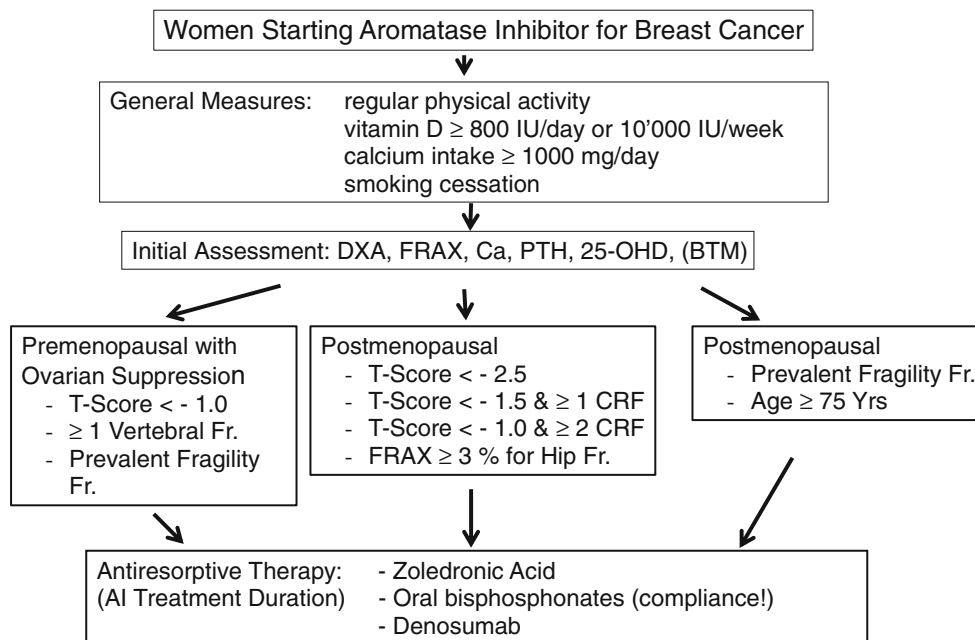 Women Starting Aromatase Inhibitor for Breast Cancer
General Measures: regular physical activity
vitamin D ≥ 800 IU/day or 10'000 IU/week
calcium intake ≥ 1000 mg/day
smoking cessation
Initial Assessment: DXA, FRAX, Ca, PTH, 25-OHD, (BTM)
Premenopausal with
Ovarian Suppression
- T-Score < - 1.0
- ≥ 1 Vertebral Fr.
- Prevalent Fragility
Fr.
Postmenopausal
- T-Score < - 2.5
- T-Score < - 1.5 & ≥ 1 CRF
- T-Score < - 1.0 & ≥ 2 CRF
- FRAX ≥ 3 % for Hip Fr.
Postmenopausal
- Prevalent Fragility Fr.
- Age ≥ 75 Yrs
Antiresorptive Therapy: - Zoledronic Acid
(AI Treatment Duration) - Oral bisphosphonates (compliance!)
- Denosumab